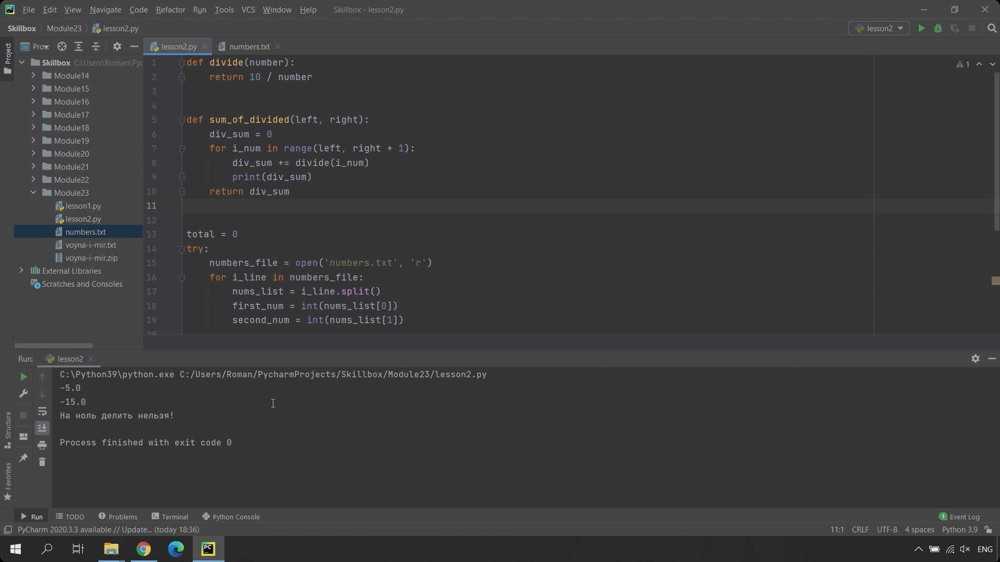 File Edit View Navigate Code Refactor Run Tools VCS Window Help Skillbox - lesson2.py
Skillbox Module23 lesson2.py lesson2
Project
Pro... lesson2.py numbers.txt
Skillbox C:\Users\Roman\Pyc
Module14
Module15
Module16
Module17
Module18
Module19
Module20
Module21
Module22
Module23
lesson1.py
lesson2.py
numbers.txt
voyna-i-mir.txt
voyna-i-mir.zip
External Libraries
Scratches and Consoles
1 def divide(number):
2 return 10 / number
3
4
5 def sum_of_divided(left, right):
6 div_sum = 0
7 for i_num in range(left, right + 1):
8 div_sum += divide(i_num)
9 print(div_sum)
10 return div_sum
11
12
13 total = 0
14 try:
15 numbers_file = open('numbers.txt', 'r')
16 for i_line in numbers_file:
17 nums_list = i_line.split()
18 first_num = int(nums_list[0])
19 second_num = int(nums_list[1])
20
1
Run: lesson2
C:\Python39\python.exe C:/Users/Roman/PycharmProjects/Skillbox/Module23/lesson2.py
-5.0
-15.0
На ноль делить нельзя!
Process finished with exit code 0
Structure
Favorites
Run TODO Problems Terminal Python Console 1 Event Log
PyCharm 2020.3.3 available // Update... (today 18:36) 11:1 CRLF UTF-8 4 spaces Python 3.9
PC ENG